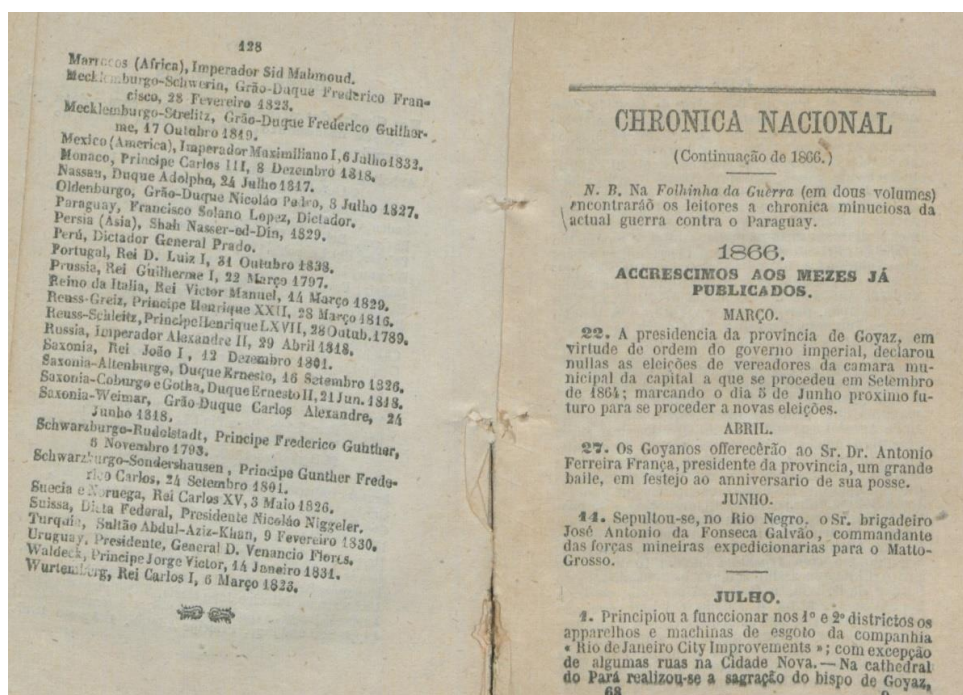 128
Marrocos (Africa), Imperador Sid Mahmoud.
Mecklemburgo-Schwerin, Grão-Duque Frederico Fran-
cisco, 28 Fevereiro 1823.
Mecklemburgo-Strelitz, Grão-Duque Frederico Guilher-
me, 17 Outubro 1819.
Mexico (America), Imperador Maximiliano I, 6 Julho 1832.
Monaco, Principe Carlos III, 8 Dezembro 1818.
Nassau, Duque Adolpho, 24 Julho 1817.
Oldenburgo, Grão-Duque Nicoláo Pedro, 8 Julho 1827.
Paraguay, Francisco Solano Lopez, Dictador.
Persia (Asia), Shah Nasser-ed-Din, 1829.
Perú, Dictador General Prado.
Portugal, Rei D. Luiz I, 31 Outubro 1838.
Prussia, Rei Guilherme I, 22 Março 1797.
Reino da Italia, Rei Victor Manuel, 14 Março 1820.
Reuss-Greiz, Principe Henrique XXII, 28 Março 1846.
Reuss-Schleitz, Principe Henrique LXVII, 28 Outub. 1789.
Russia, Imperador Alexandre II, 29 Abril 1818.
Saxonia, Rei João I, 12 Dezembro 1801.
Saxonia-Altenburgo, Duque Ernesto, 16 Setembro 1826.
Saxonia-Coburgo e Gotha, Duque Ernesto II, 21 Jun. 1818.
Saxonia-Weimar, Grão-Duque Carlos Alexandre, 24
Junho 1818.
Schwarzburgo-Rudolstadt, Principe Frederico Gunther,
6 Novembro 1793.
Schwarzburgo-Sondershausen, Principe Gunther Frede-
rico Carlos, 24 Setembro 1801.
Suecia e Noruega, Rei Carlos XV, 3 Maio 1826.
Suissa, Dieta Federal, Presidente Nicoláo Niggeler.
Turquia, Sultão Abdul-Aziz-Khan, 9 Fevereiro 1830.
Uruguay, Presidente, General D. Venancio Flores.
Waldeck, Principe Jorge Victor, 14 Janeiro 1831.
Wurtemberg, Rei Carlos I, 6 Março 1823.
CHRONICA NACIONAL
(Continuação de 1866.)
N. B. Na Folhinha da Guerra (em dous volumes)
encontraráõ os leitores a chronica minuciosa da
actual guerra contra o Paraguay.
1866.
ACCRESCIMOS AOS MEZES JÁ
PUBLICADOS.
MARÇO.
22. A presidencia da provincia de Goyaz, em
virtude de ordem do governo imperial, declarou
nullas as eleições de vereadores da camara mu-
nicipal da capital a que se procedeu em Setembro
de 1864; marcando o dia 5 de Junho proximo fu-
turo para se proceder a novas eleições.
ABRIL.
27. Os Goyanos offerecêrão ao Sr. Dr. Antonio
Ferreira França, presidente da provincia, um grande
baile, em festejo ao anniversario de sua posse.
JUNHO.
14. Sepultou-se, no Rio Negro, o Sr. brigadeiro
José Antonio da Fonseca Galvão, commandante
das forças mineiras expedicionarias para o Matto-
Grosso.
JULHO.
1. Principiou a funccionar nos 1º e 2º districtos os
apparelhos e machinas de esgoto da companhia
« Rio de Janeiro City Improvements »; com excepção
de algumas ruas na Cidade Nova. — Na cathedral
do Pará realizou-se a sagração do bispo de Goyaz,
68